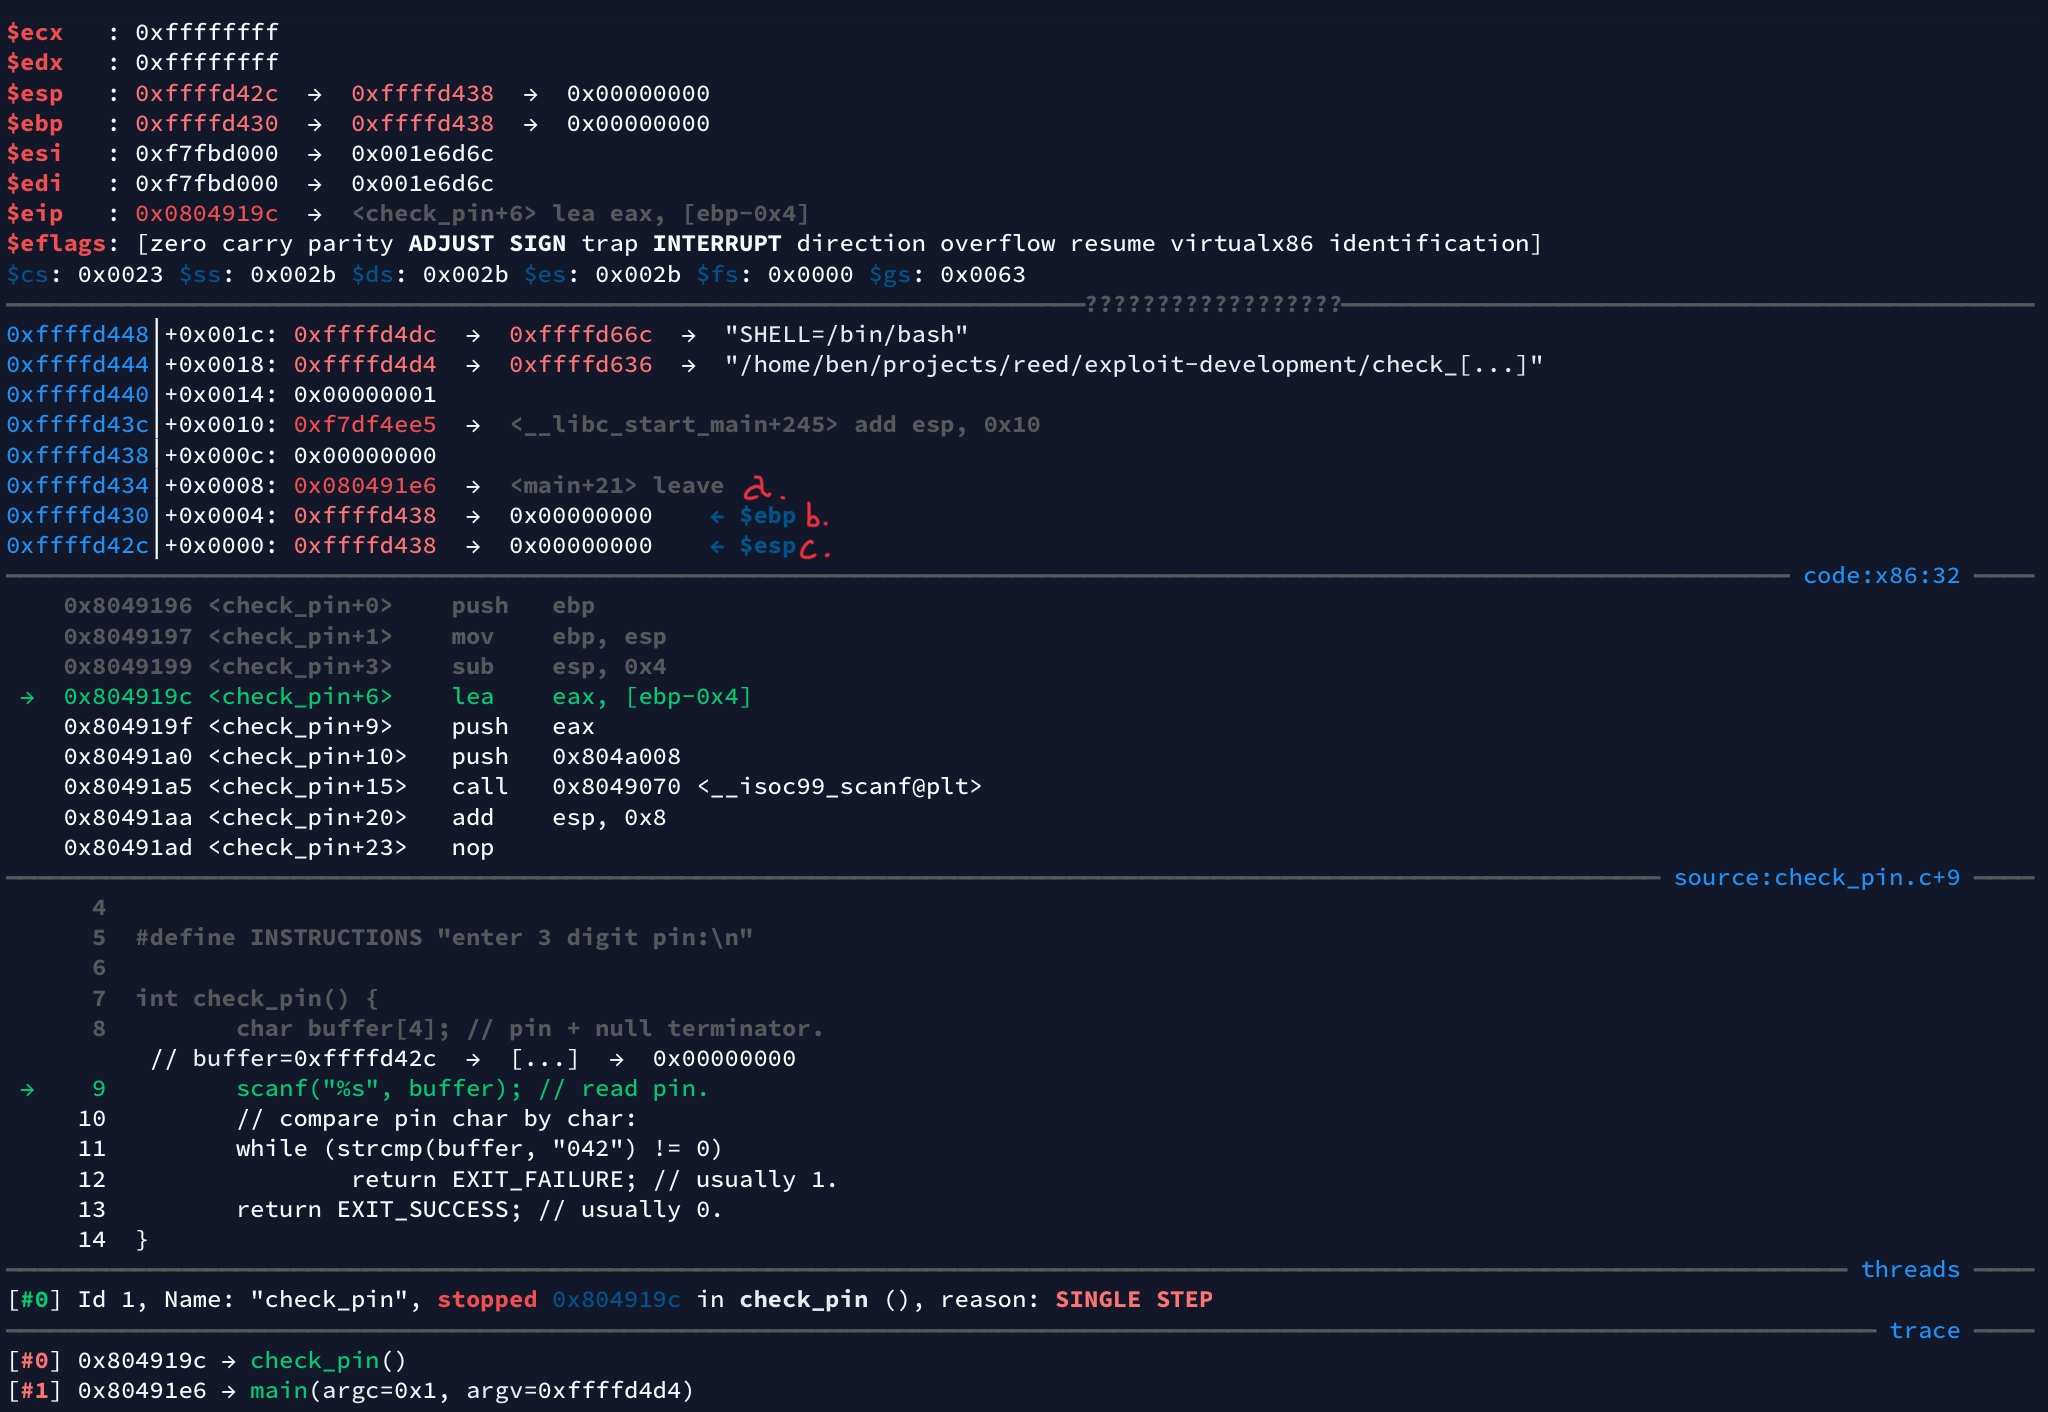 $ecx   : 0xffffffff
$edx   : 0xffffffff
$esp   : 0xffffd42c  →  0xffffd438  →  0x00000000
$ebp   : 0xffffd430  →  0xffffd438  →  0x00000000
$esi   : 0xf7fbd000  →  0x001e6d6c
$edi   : 0xf7fbd000  →  0x001e6d6c
$eip   : 0x0804919c  →  <check_pin+6> lea eax, [ebp-0x4]
$eflags: [zero carry parity ADJUST SIGN trap INTERRUPT direction overflow resume virtualx86 identification]
$cs: 0x0023 $ss: 0x002b $ds: 0x002b $es: 0x002b $fs: 0x0000 $gs: 0x0063
??????????????????
0xffffd448│+0x001c: 0xffffd4dc  →  0xffffd66c  →  "SHELL=/bin/bash"
0xffffd444│+0x0018: 0xffffd4d4  →  0xffffd636  →  "/home/ben/projects/reed/exploit-development/check_[...]"
0xffffd440│+0x0014: 0x00000001
0xffffd43c│+0x0010: 0xf7df4ee5  →  <__libc_start_main+245> add esp, 0x10
0xffffd438│+0x000c: 0x00000000
0xffffd434│+0x0008: 0x080491e6  →  <main+21> leave a.
0xffffd430│+0x0004: 0xffffd438  →  0x00000000    ← $ebp b.
0xffffd42c│+0x0000: 0xffffd438  →  0x00000000    ← $esp c.
code:x86:32
0x8049196 <check_pin+0>    push   ebp
0x8049197 <check_pin+1>    mov    ebp, esp
0x8049199 <check_pin+3>    sub    esp, 0x4
→  0x804919c <check_pin+6>    lea    eax, [ebp-0x4]
0x804919f <check_pin+9>    push   eax
0x80491a0 <check_pin+10>   push   0x804a008
0x80491a5 <check_pin+15>   call   0x8049070 <__isoc99_scanf@plt>
0x80491aa <check_pin+20>   add    esp, 0x8
0x80491ad <check_pin+23>   nop
source:check_pin.c+9
4
5  #define INSTRUCTIONS "enter 3 digit pin:\n"
6
7  int check_pin() {
8         char buffer[4]; // pin + null terminator.
// buffer=0xffffd42c  →  [...]  →  0x00000000
→    9         scanf("%s", buffer); // read pin.
10         // compare pin char by char:
11         while (strcmp(buffer, "042") != 0)
12                 return EXIT_FAILURE; // usually 1.
13         return EXIT_SUCCESS; // usually 0.
14  }
threads
[#0] Id 1, Name: "check_pin", stopped 0x804919c in check_pin (), reason: SINGLE STEP
trace
[#0] 0x804919c → check_pin()
[#1] 0x80491e6 → main(argc=0x1, argv=0xffffd4d4)